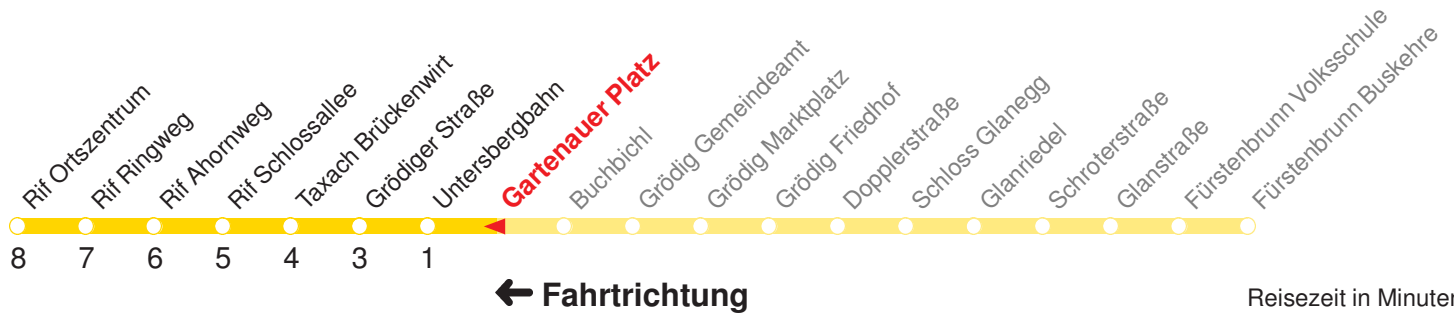 Rif Ortszentrum
Rif Ringweg
Rif Ahornweg
Rif Schlossallee
Taxach Brückenwirt
Grödiger Straße
Untersbergbahn
Gartenauer Platz
Buchbichl
Grödig Gemeindeamt
Grödig Marktplatz
Grödig Friedhof
Dopplerstraße
Schloss Glanegg
Glanriedel
Schroterstraße
Glanstraße
Fürstenbrunn Volksschule
Fürstenbrunn Buskehre
8 7 6 5 4 3 1
Fahrtrichtung
Reisezeit in Minuten